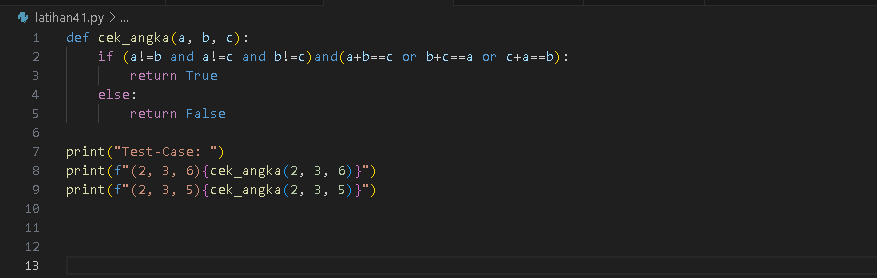 latihan41.py > ...
1 def cek_angka(a, b, c):
2     if (a!=b and a!=c and b!=c)and(a+b==c or b+c==a or c+a==b):
3         return True
4     else:
5         return False
6
7 print("Test-Case: ")
8 print(f"(2, 3, 6){cek_angka(2, 3, 6)}")
9 print(f"(2, 3, 5){cek_angka(2, 3, 5)}")
10
11
12
13